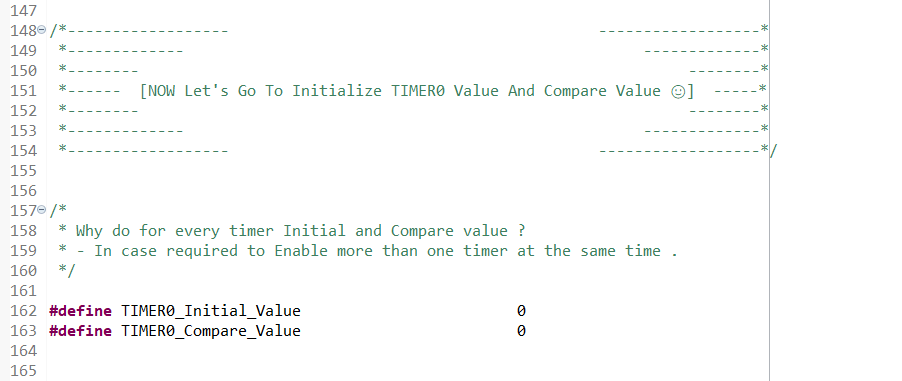 147
148 /*------------------ ------------------*
149 *------------- -------------*
150 *-------- --------*
151 *------ [NOW Let's Go To Initialize TIMER0 Value And Compare Value ☺] -----*
152 *-------- --------*
153 *------------- -------------*
154 *------------------ ------------------*/
155
156
157 /*
158 * Why do for every timer Initial and Compare value ?
159 * - In case required to Enable more than one timer at the same time .
160 */
161
162 #define TIMER0_Initial_Value 0
163 #define TIMER0_Compare_Value 0
164
165